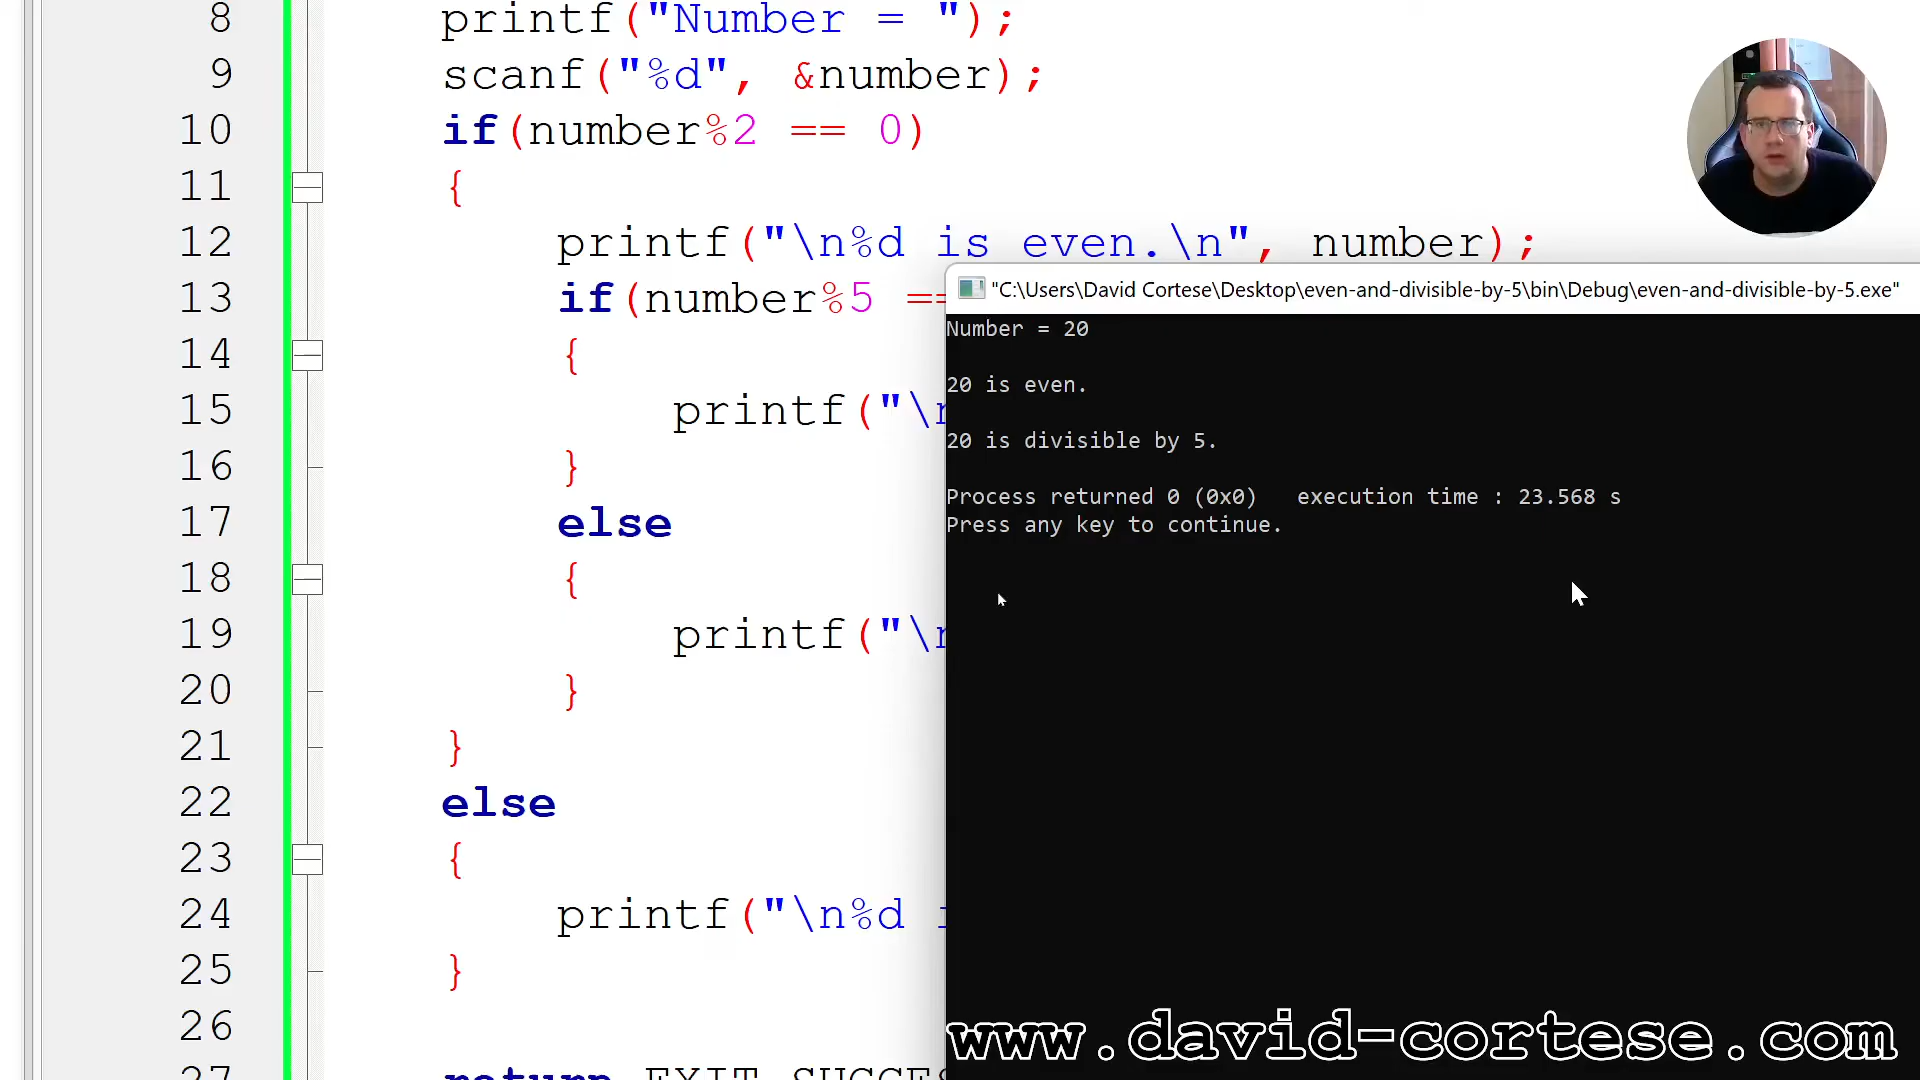 8 printf("Number = ");
9 scanf("%d", &number);
10 if(number%2 == 0)
11 {
12 printf("\n%d is even.\n", number);
13 if(number%5 ==
14 {
15 printf("\
16 }
17 else
18 {
19 printf("\
20 }
21 }
22 else
23 {
24 printf("\n%d
25 }
26
27 return EXIT_SUCCES
"C:\Users\David Cortese\Desktop\even-and-divisible-by-5\bin\Debug\even-and-divisible-by-5.exe"
Number = 20
20 is even.
20 is divisible by 5.
Process returned 0 (0x0) execution time : 23.568 s
Press any key to continue.
www.david-cortese.com